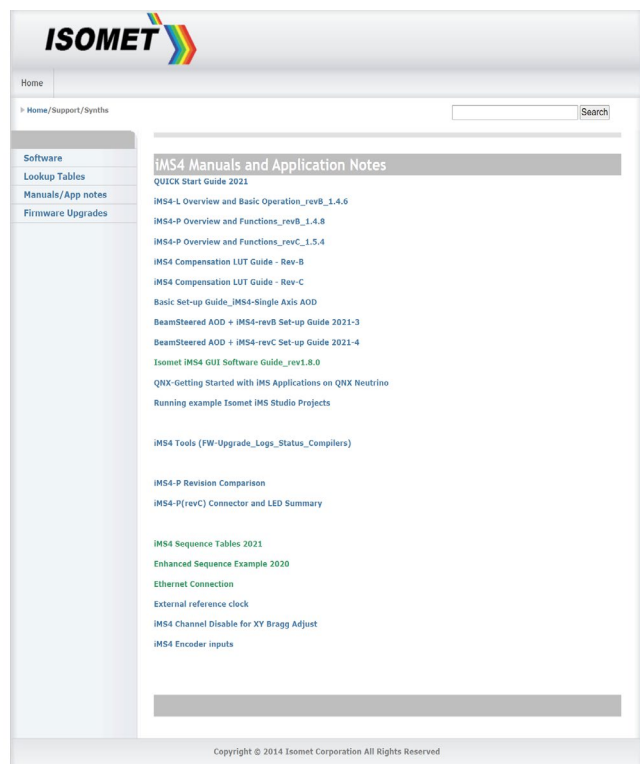 ISOMET
Home
Home/Support/Synths
Search
Software
Lookup Tables
Manuals/App notes
Firmware Upgrades
iMS4 Manuals and Application Notes
QUICK Start Guide 2021
iMS4-L Overview and Basic Operation_revB_1.4.6
iMS4-P Overview and Functions_revB_1.4.8
iMS4-P Overview and Functions_revC_1.5.4
iMS4 Compensation LUT Guide - Rev-B
iMS4 Compensation LUT Guide - Rev-C
Basic Set-up Guide_iMS4-Single Axis AOD
BeamSteered AOD + iMS4-revB Set-up Guide 2021-3
BeamSteered AOD + iMS4-revC Set-up Guide 2021-4
Isomet iMS4 GUI Software Guide_rev1.8.0
QNX-Getting Started with iMS Applications on QNX Neutrino
Running example Isomet iMS Studio Projects
iMS4 Tools (FW-Upgrade_Logs_Status_Compilers)
iMS4-P Revision Comparison
iMS4-P(revC) Connector and LED Summary
iMS4 Sequence Tables 2021
Enhanced Sequence Example 2020
Ethernet Connection
External reference clock
iMS4 Channel Disable for XY Bragg Adjust
iMS4 Encoder inputs
Copyright © 2014 Isomet Corporation All Rights Reserved